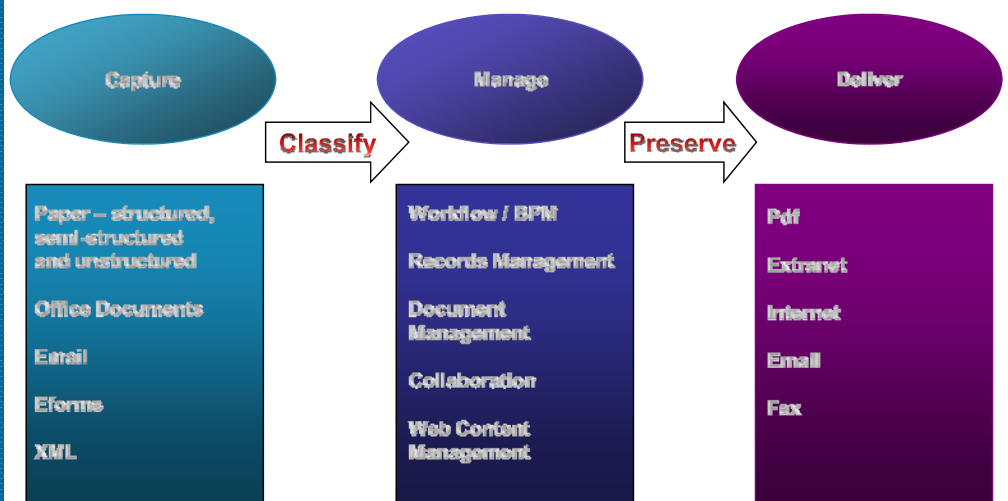 Capture
Manage
Deliver
Classify
Preserve
Paper – structured,
semi-structured
and unstructured
Office Documents
Email
Eforms
XML
Workflow / BPM
Records Management
Document
Management
Collaboration
Web Content
Management
Pdf
Extranet
Internet
Email
Fax